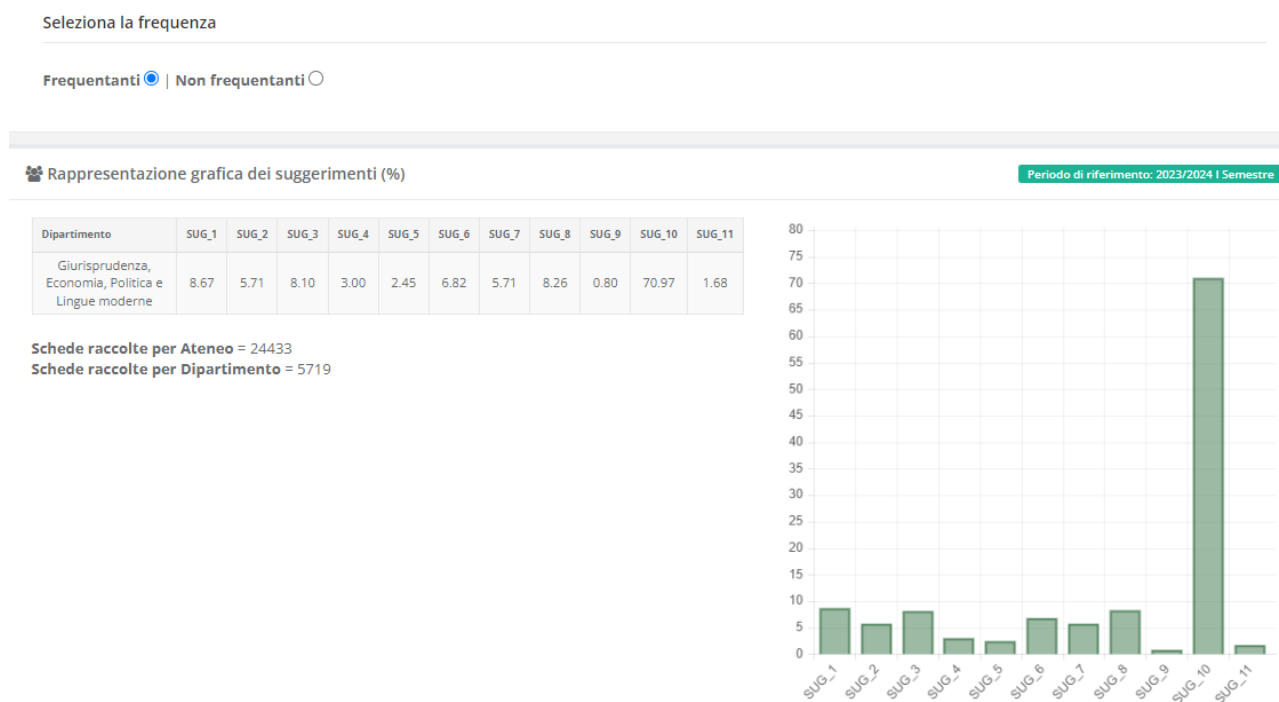 Seleziona la frequenza
Frequentanti | Non frequentanti
Rappresentazione grafica dei suggerimenti (%)
Periodo di riferimento: 2023/2024 I Semestre
Dipartimento SUG_1 SUG_2 SUG_3 SUG_4 SUG_5 SUG_6 SUG_7 SUG_8 SUG_9 SUG_10 SUG_11
Giurisprudenza,
Economia, Politica e
Lingue moderne
8.67 5.71 8.10 3.00 2.45 6.82 5.71 8.26 0.80 70.97 1.68
Schede raccolte per Ateneo = 24433
Schede raccolte per Dipartimento = 5719
80
75
70
65
60
55
50
45
40
35
30
25
20
15
10
5
0
SUG_1 SUG_2 SUG_3 SUG_4 SUG_5 SUG_6 SUG_7 SUG_8 SUG_9 SUG_10 SUG_11